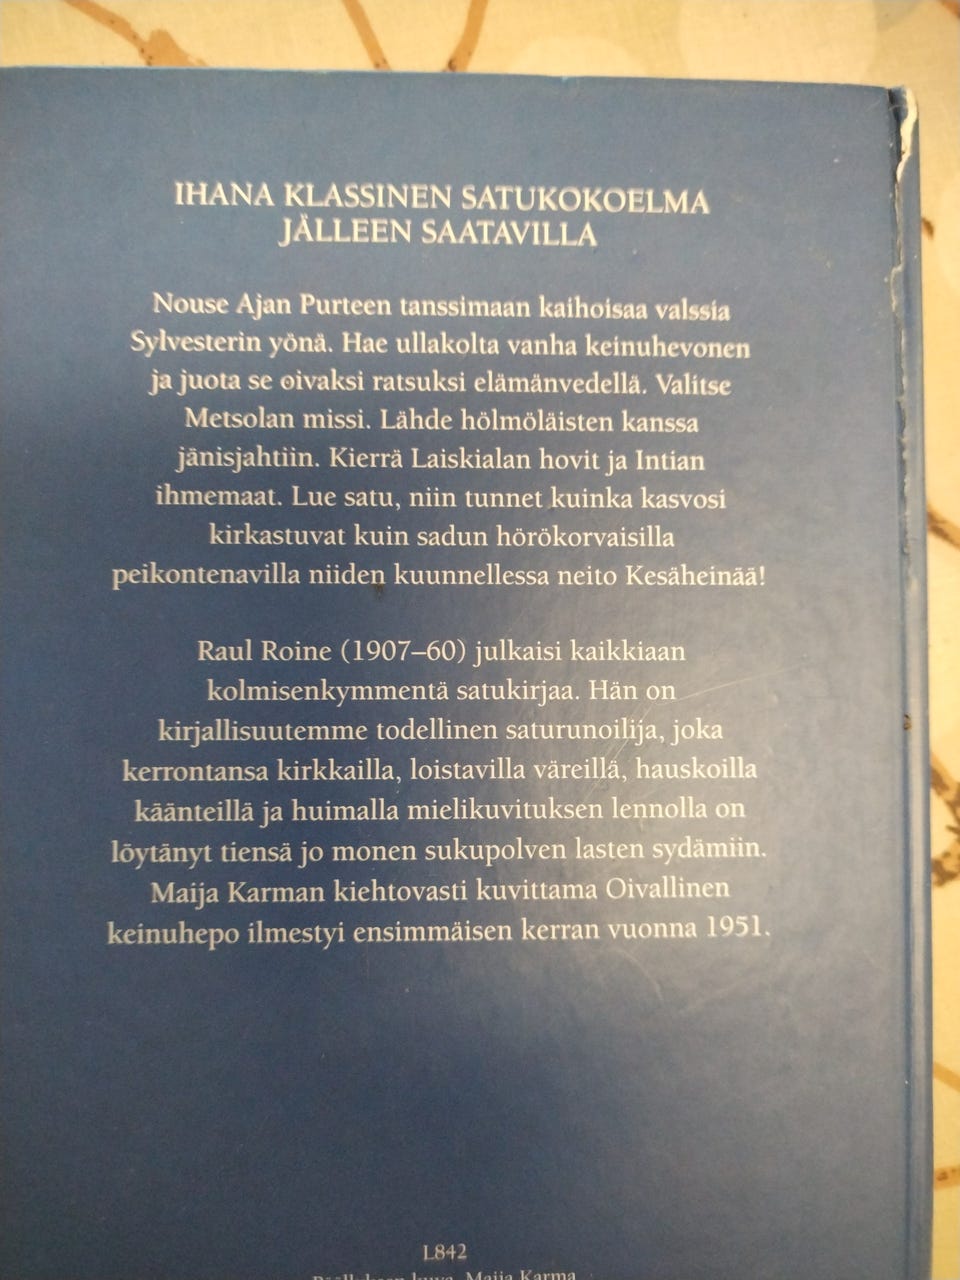 IHANA KLASSINEN SATUKOKOELMA
JÄLLEEN SAATAVILLA
Nouse Ajan Purteen tanssimaan kaihoisaa valssia
Sylvesterin yönä. Hae ullakolta vanha keinuhevonen
ja juota se oivaksi ratsuksi elämänvedellä. Valitse
Metsolan missi. Lähde hölmöläisten kanssa
jänisjahtiin. Kierrä Laiskialan hovit ja Intian
ihmemaat. Lue satu, niin tunnet kuinka kasvosi
kirkastuvat kuin sadun hörökorvaisilla
peikontenavilla niiden kuunnellessa neito Kesäheinää!
Raul Roine (1907–60) julkaisi kaikkiaan
kolmisenkymmentä satukirjaa. Hän on
kirjallisuutemme todellinen saturunoilija, joka
kerrontansa kirkkailla, loistavilla väreillä, hauskoilla
käänteillä ja huimalla mielikuvituksen lennolla on
löytänyt tiensä jo monen sukupolven lasten sydämiin.
Maija Karman kiehtovasti kuvittama Oivallinen
keinuhepo ilmestyi ensimmäisen kerran vuonna 1951.
L842
Päällyksen kuva Maija Karma